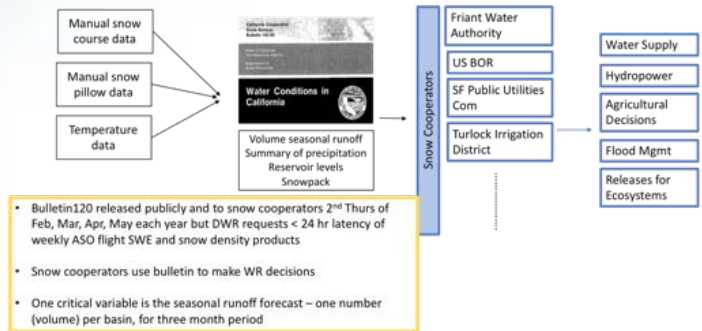 Manual snow
course data
Manual snow
pillow data
Temperature
data
California Cooperative
Snow Surveys
Water Conditions in
California
Volume seasonal runoff
Summary of precipitation
Reservoir levels
Snowpack
Snow Cooperators
Friant Water
Authority
US BOR
SF Public Utilities
Com
Turlock Irrigation
District
Water Supply
Hydropower
Agricultural
Decisions
Flood Mgmt
Releases for
Ecosystems
• Bulletin120 released publicly and to snow cooperators 2nd Thurs of
Feb, Mar, Apr, May each year but DWR requests < 24 hr latency of
weekly ASO flight SWE and snow density products
• Snow cooperators use bulletin to make WR decisions
• One critical variable is the seasonal runoff forecast – one number
(volume) per basin, for three month period